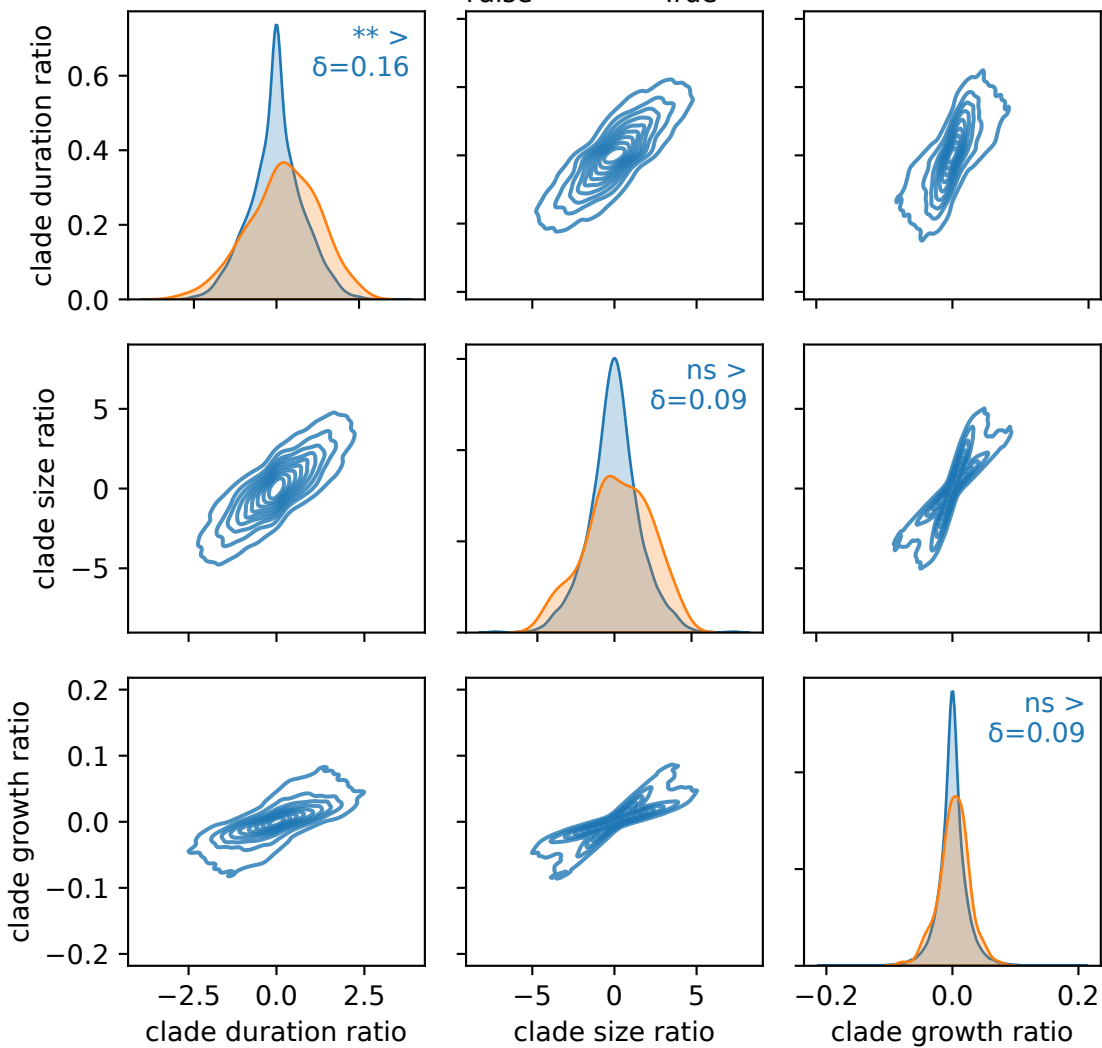 True
clade duration ratio
0.6
0.4
0.2
0.0
** >
δ=0.16
clade size ratio
5
0
−5
ns >
δ=0.09
clade growth ratio
0.2
0.1
0.0
−0.1
−0.2
ns >
δ=0.09
−2.5 0.0 2.5
−5 0 5
−0.2 0.0 0.2
clade duration ratio
clade size ratio
clade growth ratio